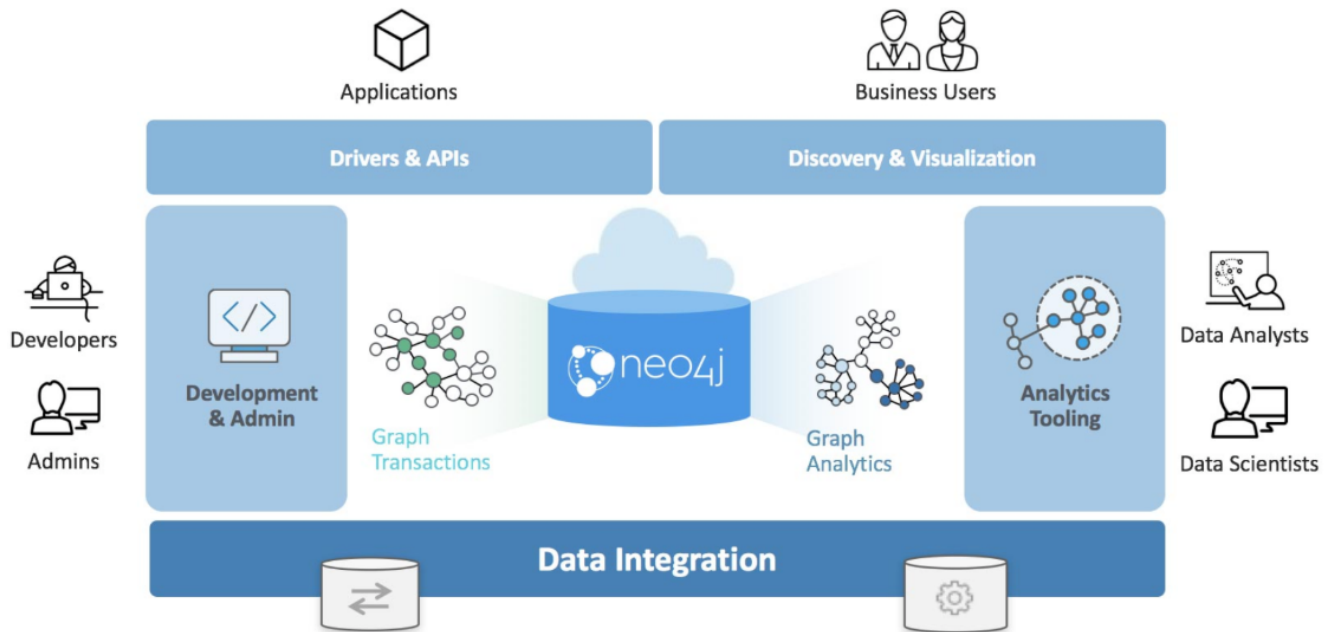 Applications
Business Users
Drivers & APIs
Discovery & Visualization
Developers
Admins
</>
Development
& Admin
Graph
Transactions
neo4j
Graph
Analytics
Analytics
Tooling
Data Analysts
Data Scientists
Data Integration